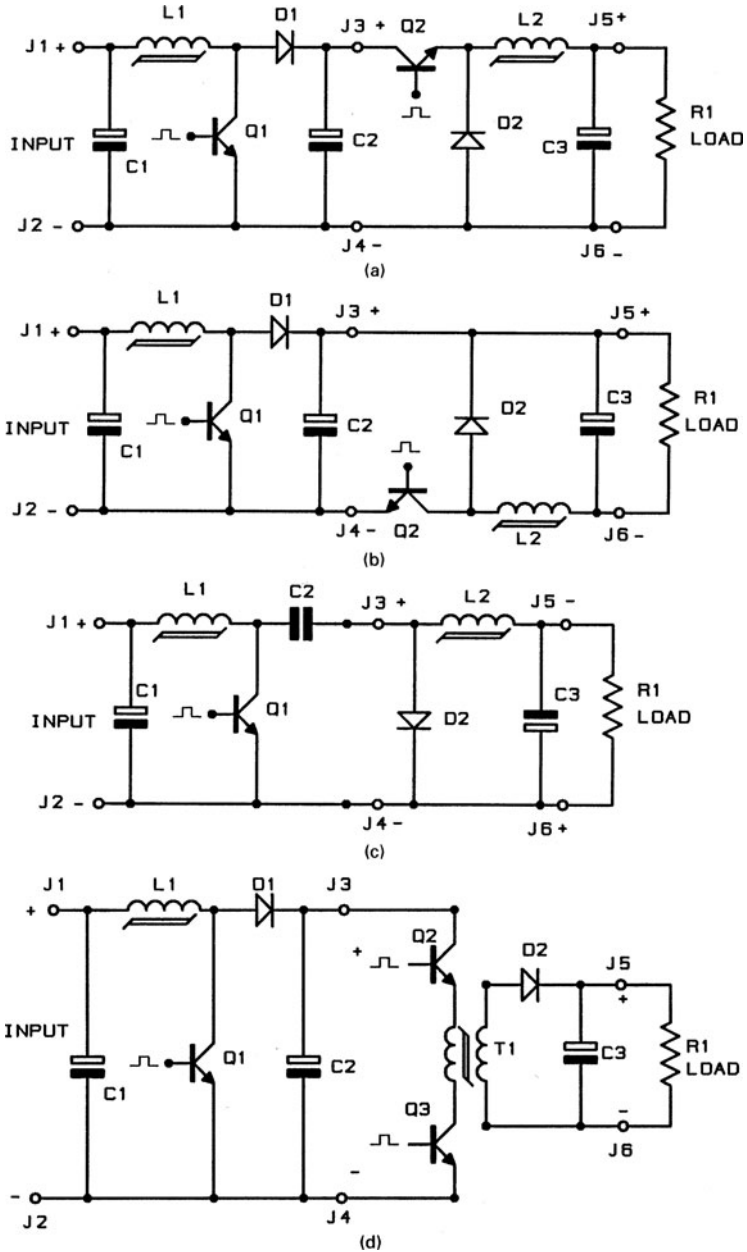 J1 + L1 D1 J3 + Q2 L2 J5+
INPUT C1 Q1 C2 D2 C3 R1 LOAD
J2 - J4 - J6 -
(a)
J1 + L1 D1 J3 + J5+
INPUT C1 Q1 C2 D2 C3 R1 LOAD
J2 - J4 - Q2 L2 J6 -
(b)
J1 + L1 C2 J3 + L2 J5 -
INPUT C1 Q1 D2 C3 R1 LOAD
J2 - J4 - J6 +
(c)
J1 L1 D1 J3
+ Q2 D2 J5
+ +
INPUT C1 Q1 C2 T1 C3 R1 LOAD
Q3 - J6
- -
J2 J4
(d)